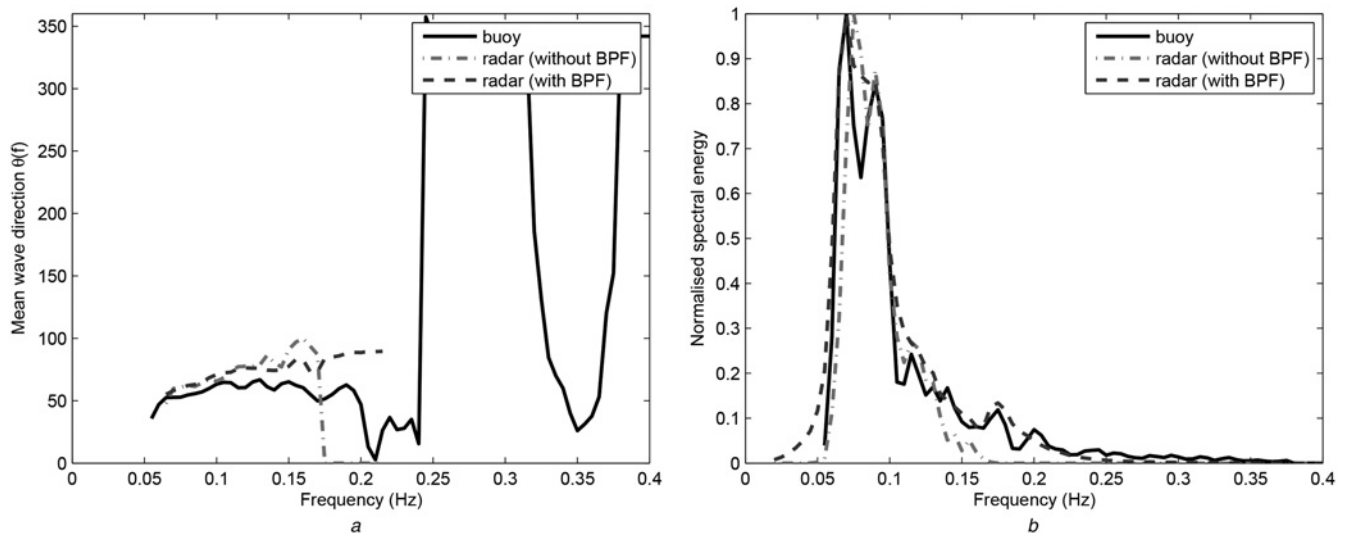 350
300
250
200
150
100
50
0
Mean wave direction θ(f)
buoy
radar (without BPF)
radar (with BPF)
0 0.05 0.1 0.15 0.2 0.25 0.3 0.35 0.4
Frequency (Hz)
a
1
0.9
0.8
0.7
0.6
0.5
0.4
0.3
0.2
0.1
0
Normalised spectral energy
buoy
radar (without BPF)
radar (with BPF)
0 0.05 0.1 0.15 0.2 0.25 0.3 0.35 0.4
Frequency (Hz)
b